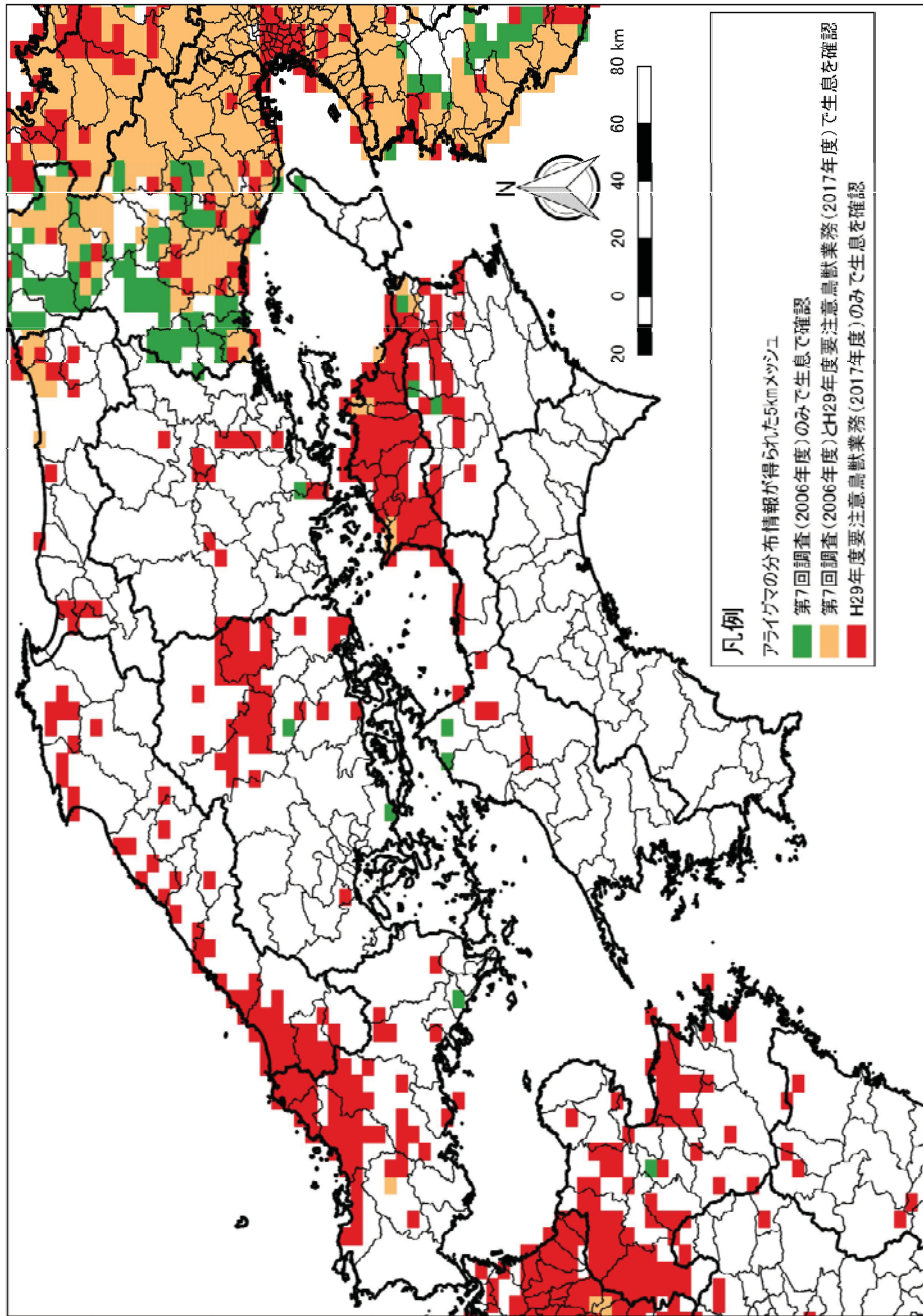 N
20 0 20 40 60 80 km
凡例
アライグマの分布情報が得られた5kmメッシュ
第7回調査(2006年度)のみで生息で確認
第7回調査(2006年度)とH29年度要注意鳥獣業務(2017年度)で生息を確認
H29年度要注意鳥獣業務(2017年度)のみで生息を確認